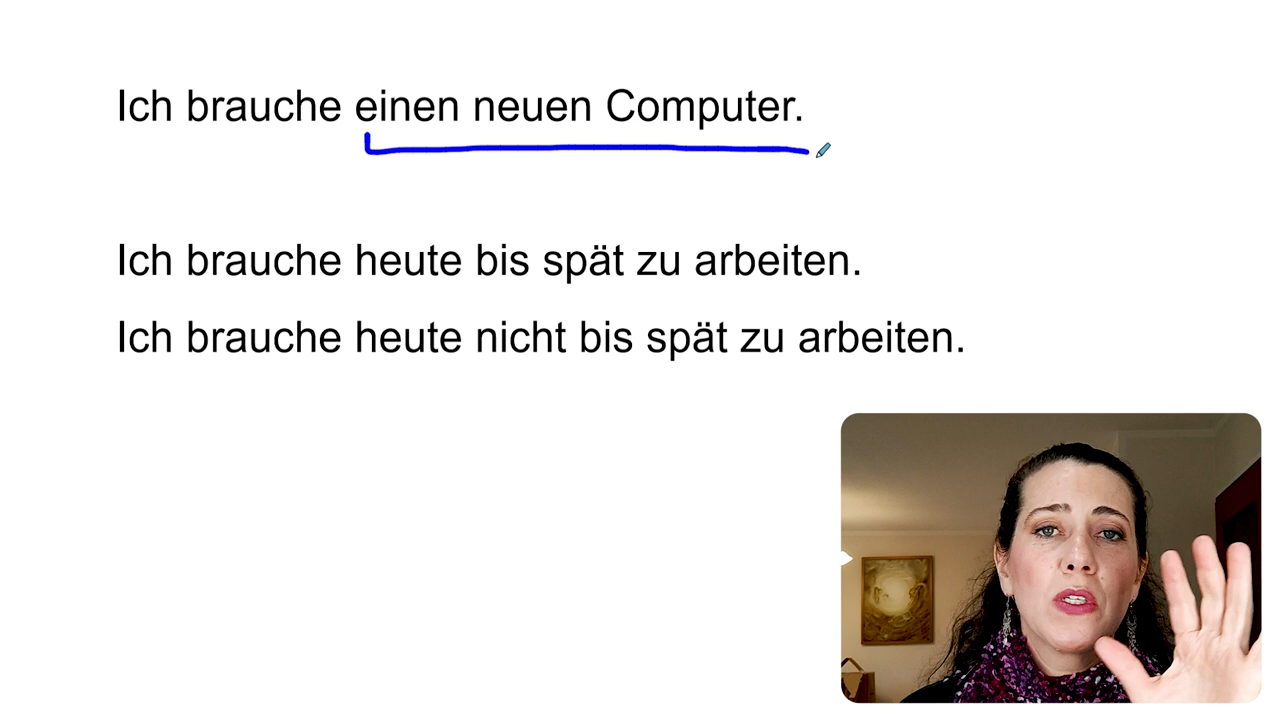 Ich brauche einen neuen Computer.
Ich brauche heute bis spät zu arbeiten.
Ich brauche heute nicht bis spät zu arbeiten.